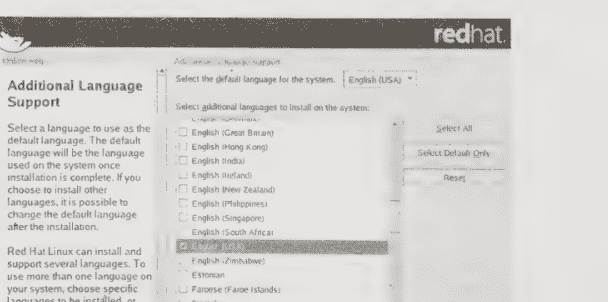 redhat.
Additional Language
Support
Select a language to use as the
default language. The default
language will be the language
used on the system once
installation is complete. If you
choose to install other
languages, it is possible to
change the default language
after the installation.
Red Hat Linux can install and
support several languages. To
use more than one language on
your system, choose specific
languages to be installed, or
Select the default language for the system.
English (USA)
Select additional languages to install on the system:
English (Great Britain)
English (Hong Kong)
English (India)
English (Ireland)
English (New Zealand)
English (Philippines)
English (Singapore)
English (South Africa)
English (Zimbabwe)
Estonian
Faroese (Faroe Islands)
Select All
Select Default Only
Reset